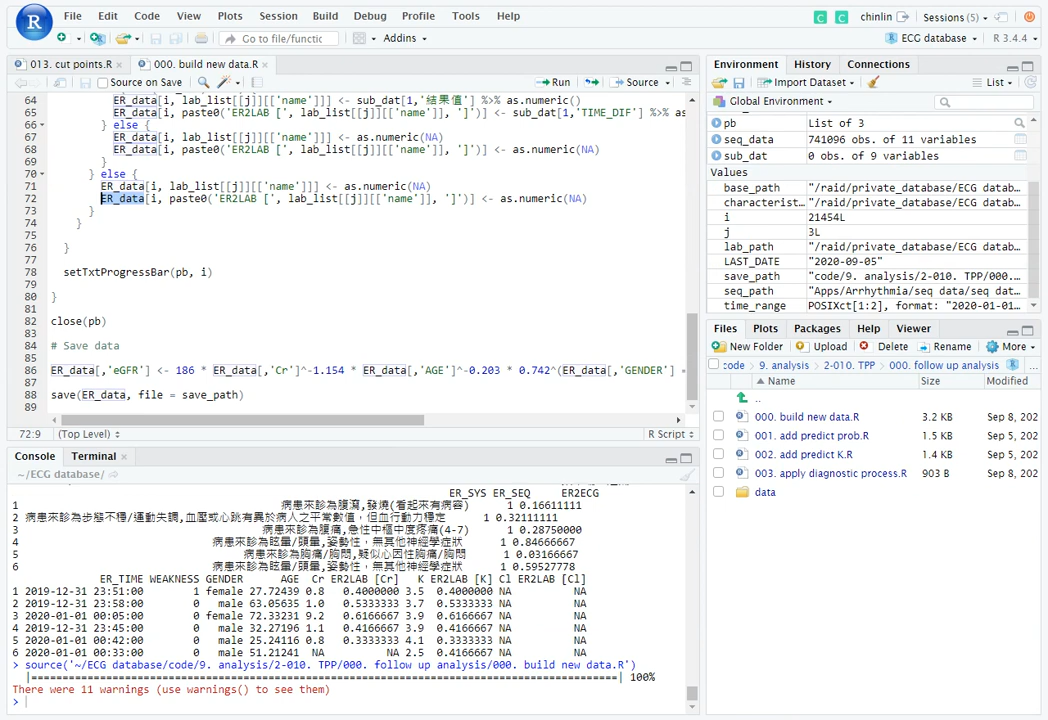 File Edit Code View Plots Session Build Debug Profile Tools Help
chinlin Sessions (5)
Go to file/functic Addins
ECG database R 3.4.4
013. cut points.R 000. build new data.R
Source on Save Run Source
64 ER_data[i, lab_list[[j]][['name']]] <- sub_dat[1,'結果值'] %>% as.numeric()
65 ER_data[i, paste0('ER2LAB [', lab_list[[j]][['name']], ']')] <- sub_dat[1,'TIME_DIF'] %>% as
66 } else {
67 ER_data[i, lab_list[[j]][['name']]] <- as.numeric(NA)
68 ER_data[i, paste0('ER2LAB [', lab_list[[j]][['name']], ']')] <- as.numeric(NA)
69 }
70 } else {
71 ER_data[i, lab_list[[j]][['name']]] <- as.numeric(NA)
72 ER_data[i, paste0('ER2LAB [', lab_list[[j]][['name']], ']')] <- as.numeric(NA)
73 }
74 }
75
76 }
77
78 setTxtProgressBar(pb, i)
79
80 }
81
82 close(pb)
83
84 # Save data
85
86 ER_data[,'eGFR'] <- 186 * ER_data[,'Cr']^-1.154 * ER_data[,'AGE']^-0.203 * 0.742^(ER_data[,'GENDER'] =
87
88 save(ER_data, file = save_path)
89
72:9 (Top Level) R Script
Console Terminal
~/ECG database/
ER_SYS ER_SEQ ER2ECG
1 病患來診為腹瀉,發燒(看起來有病容) 1 0.16611111
2 病患來診為步態不穩/運動失調,血壓或心跳有異於病人之平常數值，但血行動力穩定 1 0.32111111
3 病患來診為腹痛,急性中樞中度疼痛(4-7) 1 0.28750000
4 病患來診為眩暈/頭暈,姿勢性，無其他神經學症狀 1 0.84666667
5 病患來診為胸痛/胸悶,疑似心因性胸痛/胸悶 1 0.03166667
6 病患來診為眩暈/頭暈,姿勢性，無其他神經學症狀 1 0.59527778
ER_TIME WEAKNESS GENDER AGE Cr ER2LAB [Cr] K ER2LAB [K] Cl ER2LAB [Cl]
1 2019-12-31 23:51:00 1 female 27.72439 0.8 0.4000000 3.5 0.4000000 NA NA
2 2019-12-31 23:58:00 0 male 63.05635 1.0 0.5333333 3.7 0.5333333 NA NA
3 2020-01-01 00:05:00 0 female 72.33231 9.2 0.6166667 3.9 0.6166667 NA NA
4 2019-12-31 23:45:00 0 male 32.27196 1.1 0.4166667 3.9 0.4166667 NA NA
5 2020-01-01 00:42:00 0 male 25.24116 0.8 0.3333333 4.1 0.3333333 NA NA
6 2020-01-01 00:33:00 0 male 51.21241 NA NA 2.5 0.4166667 NA NA
> source('~/ECG database/code/9. analysis/2-010. TPP/000. follow up analysis/000. build new data.R')
|==================================================================================| 100%
There were 11 warnings (use warnings() to see them)
>
Environment History Connections
Import Dataset List
Global Environment
pb List of 3
seq_data 741096 obs. of 11 variables
sub_dat 0 obs. of 9 variables
Values
base_path "/raid/private_database/ECG datab…
characterist… "/raid/private_database/ECG datab…
i 21454L
j 3L
lab_path "/raid/private_database/ECG datab…
LAST_DATE "2020-09-05"
save_path "code/9. analysis/2-010. TPP/000.…
seq_path "Apps/Arrhythmia/seq data/seq dat…
time_range POSIXct[1:2], format: "2020-01-01…
Files Plots Packages Help Viewer
New Folder Upload Delete Rename More
code 9. analysis 2-010. TPP 000. follow up analysis ...
Name Size Modified
..
000. build new data.R 3.2 KB Sep 8, 202
001. add predict prob.R 1.5 KB Sep 5, 202
002. add predict K.R 1.4 KB Sep 5, 202
003. apply diagnostic process.R 903 B Sep 8, 202
data